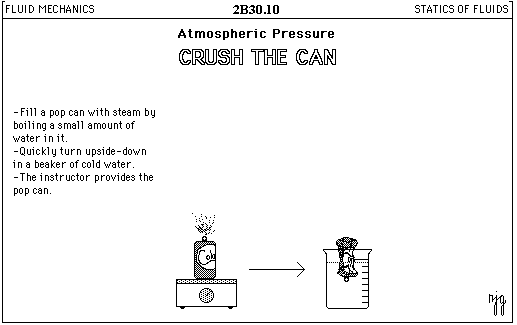 FLUID MECHANICS 2B30.10 STATICS OF FLUIDS
Atmospheric Pressure
CRUSH THE CAN
-Fill a pop can with steam by
boiling a small amount of
water in it.
-Quickly turn upside-down
in a beaker of cold water.
-The instructor provides the
pop can.
njg